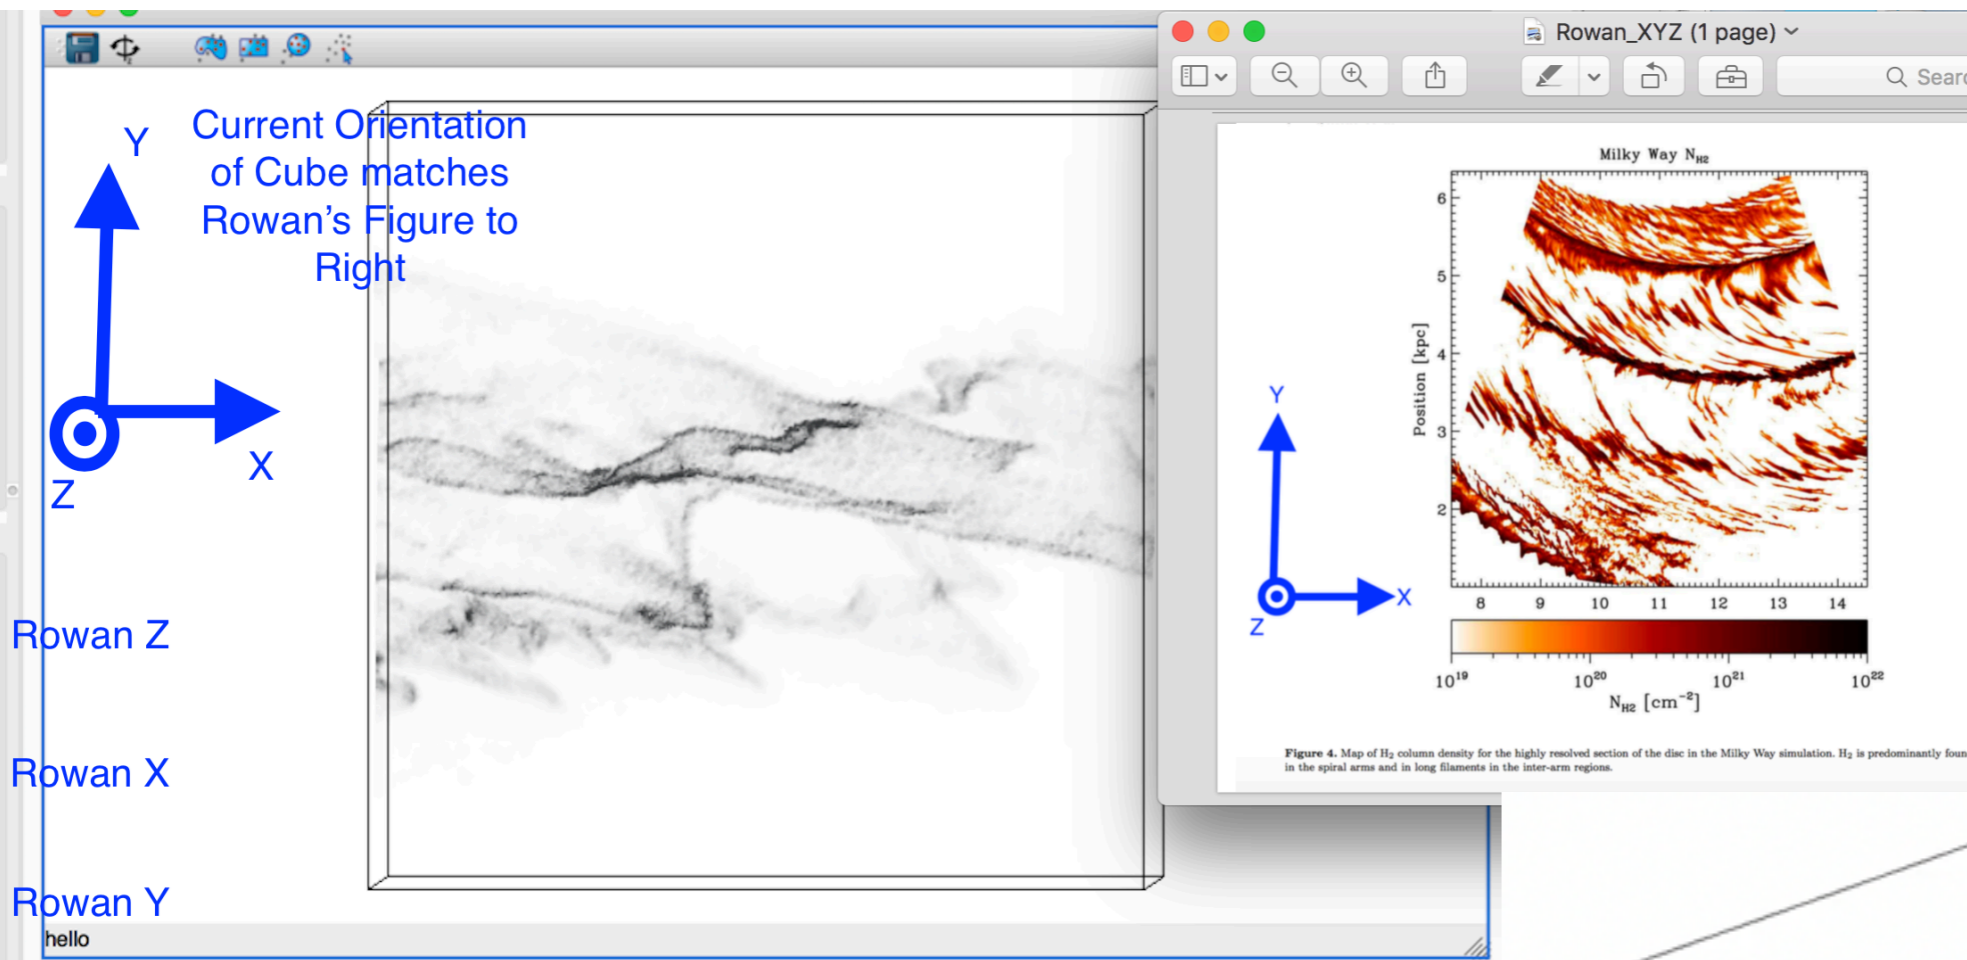 Current Orientation
of Cube matches
Rowan's Figure to
Right
Y
X
Z
Rowan Z
Rowan X
Rowan Y
hello
Rowan_XYZ (1 page)
Milky Way N_H2
Position [kpc]
6
5
4
3
2
8 9 10 11 12 13 14
10^19 10^20 10^21 10^22
N_H2 [cm^-2]
Y
X
Z
Figure 4. Map of H₂ column density for the highly resolved section of the disc in the Milky Way simulation. H₂ is predominantly foun
in the spiral arms and in long filaments in the inter-arm regions.